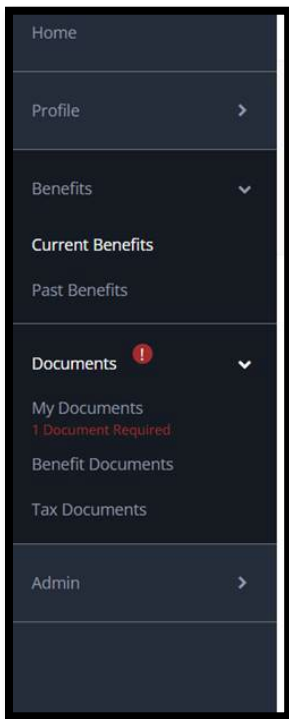 Home
Profile
Benefits
Current Benefits
Past Benefits
Documents !
My Documents
1 Document Required
Benefit Documents
Tax Documents
Admin